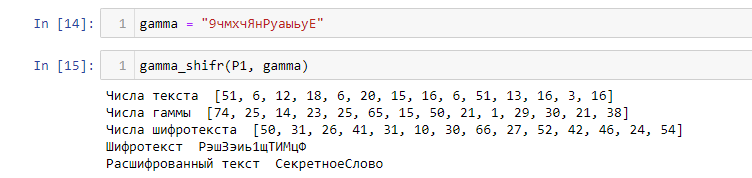 In [14]: 1 gamma = "9чмхчЯнРуаыьуЕ"
In [15]: 1 gamma_shifr(P1, gamma)
Числа текста [51, 6, 12, 18, 6, 20, 15, 16, 6, 51, 13, 16, 3, 16]
Числа гаммы [74, 25, 14, 23, 25, 65, 15, 50, 21, 1, 29, 30, 21, 38]
Числа шифротекста [50, 31, 26, 41, 31, 10, 30, 66, 27, 52, 42, 46, 24, 54]
Шифротекст РэшЗэиь1щТИМцФ
Расшифрованный текст СекретноеСлово